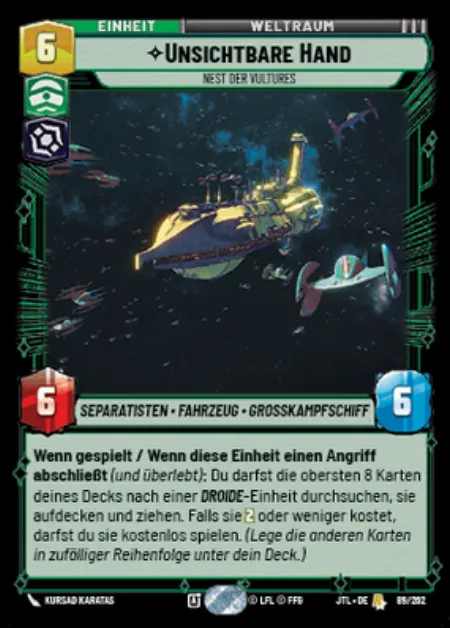 6
EINHEIT
WELTRAUM
UNSICHTBARE HAND
NEST DER VULTURES
6
SEPARATISTEN • FAHRZEUG • GROSSKAMPFSCHIFF
6
Wenn gespielt / Wenn diese Einheit einen Angriff
abschließt (und überlebt): Du darfst die obersten 8 Karten
deines Decks nach einer DROIDE-Einheit durchsuchen, sie
aufdecken und ziehen. Falls sie 2 oder weniger kostet,
darfst du sie kostenlos spielen. (Lege die anderen Karten
in zufälliger Reihenfolge unter dein Deck.)
KURSAD KARATAS
© LFL © FFG
JTL • DE
89/262